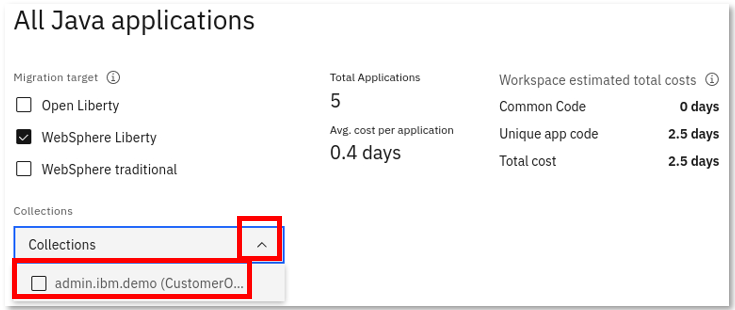 All Java applications
Migration target
Open Liberty
WebSphere Liberty
WebSphere traditional
Collections
Collections
admin.ibm.demo (CustomerO...
Total Applications
5
Avg. cost per application
0.4 days
Workspace estimated total costs
Common Code 0 days
Unique app code 2.5 days
Total cost 2.5 days